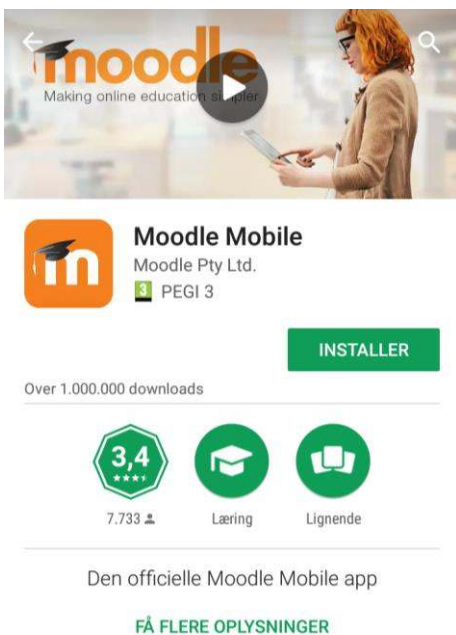 moodle
Making online education simpler
m
Moodle Mobile
Moodle Pty Ltd.
3 PEGI 3
INSTALLER
Over 1.000.000 downloads
3,4
7.733
Læring
Lignende
Den officielle Moodle Mobile app
FÅ FLERE OPLYSNINGER